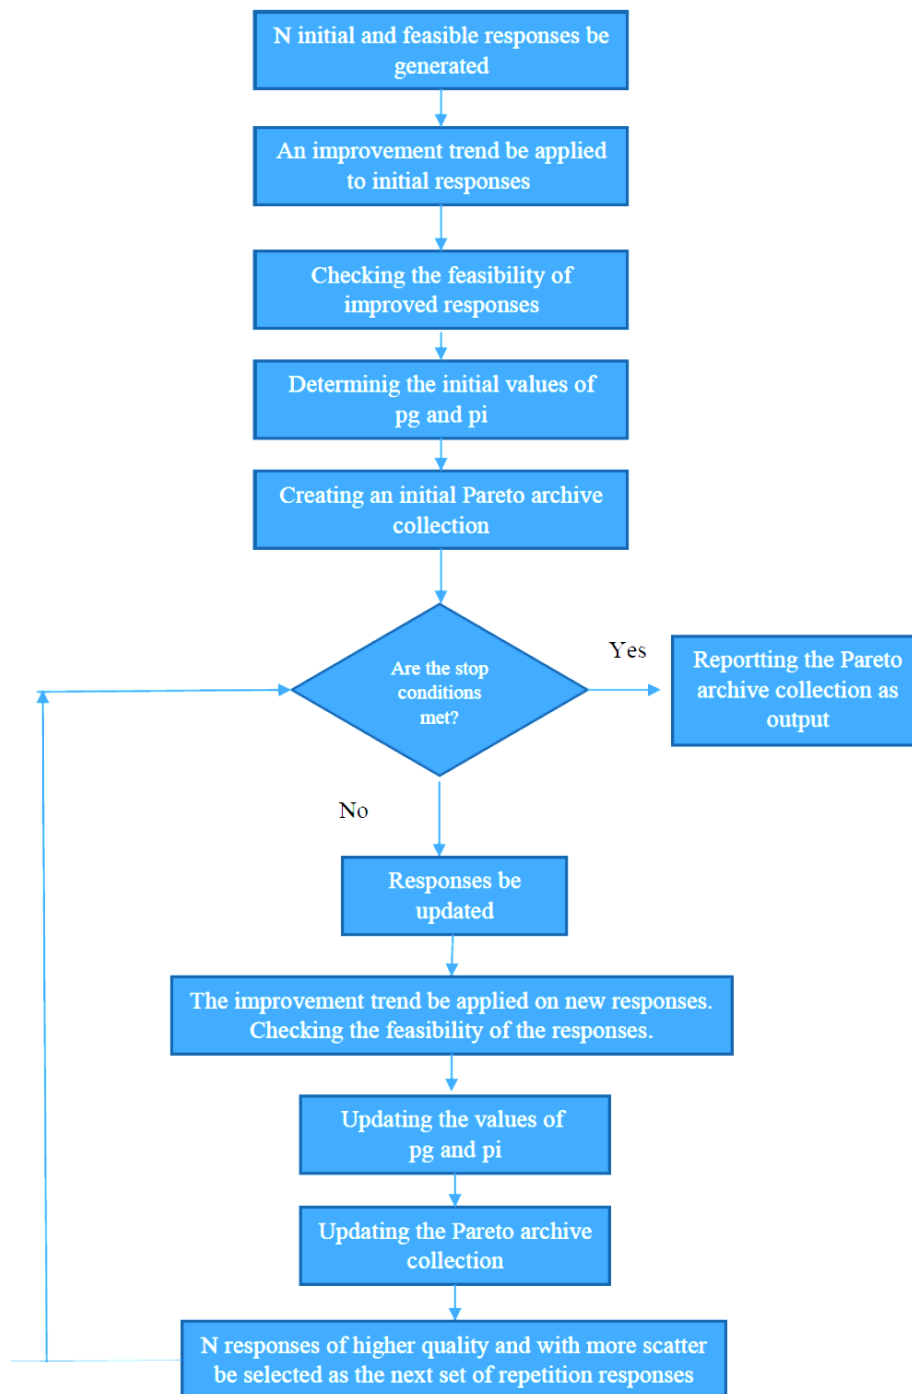 N initial and feasible responses be
generated
An improvement trend be applied
to initial responses
Checking the feasibility of
improved responses
Determinig the initial values of
pg and pi
Creating an initial Pareto archive
collection
Are the stop
conditions
met?
Yes
Reportting the Pareto
archive collection as
output
No
Responses be
updated
The improvement trend be applied on new responses.
Checking the feasibility of the responses.
Updating the values of
pg and pi
Updating the Pareto archive
collection
N responses of higher quality and with more scatter
be selected as the next set of repetition responses